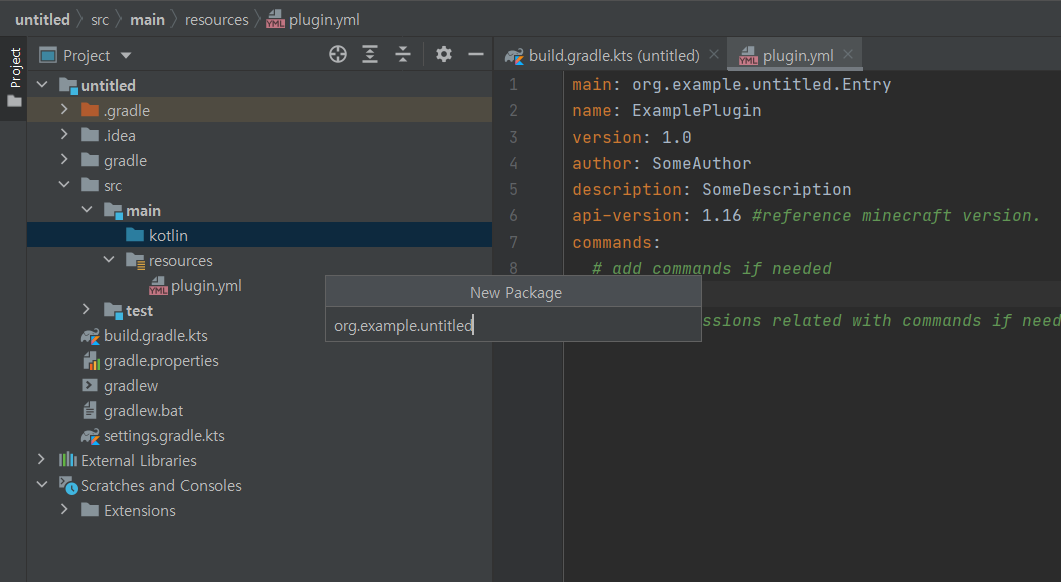 untitled src main resources plugin.yml
Project
Project
untitled
.gradle
.idea
gradle
src
main
kotlin
resources
plugin.yml
test
build.gradle.kts
gradle.properties
gradlew
gradlew.bat
settings.gradle.kts
External Libraries
Scratches and Consoles
Extensions
build.gradle.kts (untitled) plugin.yml
1 main: org.example.untitled.Entry
2 name: ExamplePlugin
3 version: 1.0
4 author: SomeAuthor
5 description: SomeDescription
6 api-version: 1.16 #reference minecraft version.
7 commands:
8 # add commands if needed
ssions related with commands if need
New Package
org.example.untitled